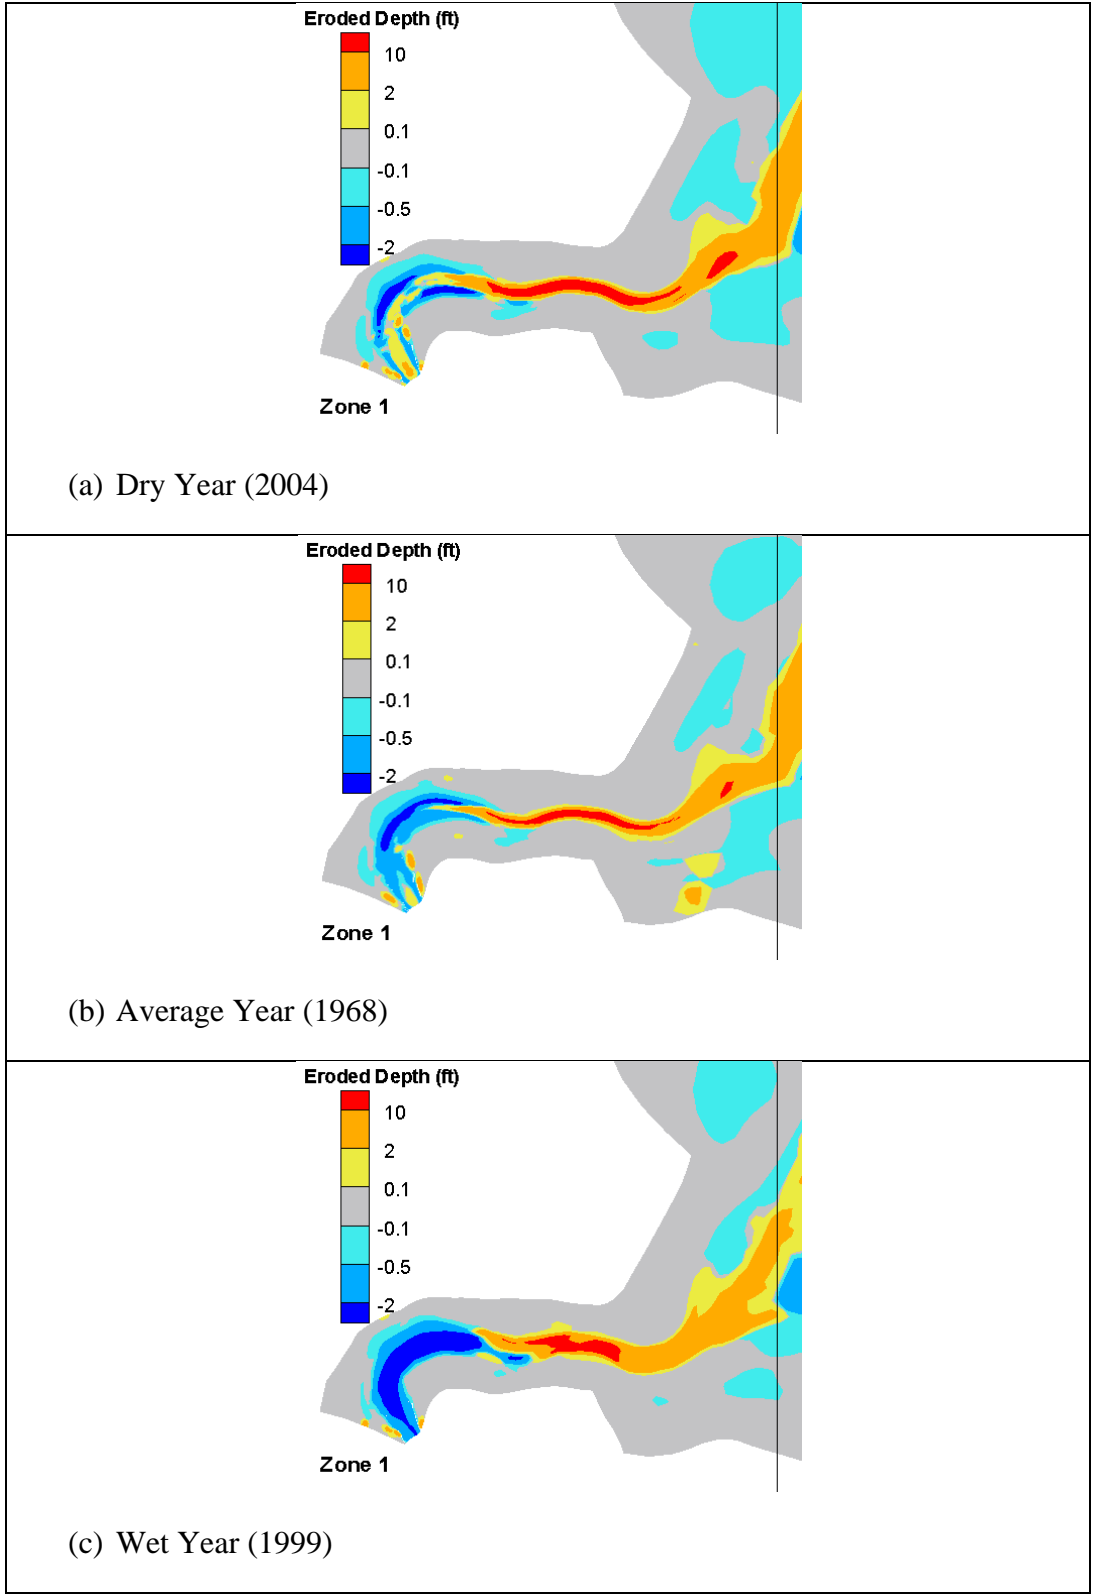 Eroded Depth (ft)
10
2
0.1
-0.1
-0.5
-2
Zone 1
(a) Dry Year (2004)
Eroded Depth (ft)
10
2
0.1
-0.1
-0.5
-2
Zone 1
(b) Average Year (1968)
Eroded Depth (ft)
10
2
0.1
-0.1
-0.5
-2
Zone 1
(c) Wet Year (1999)